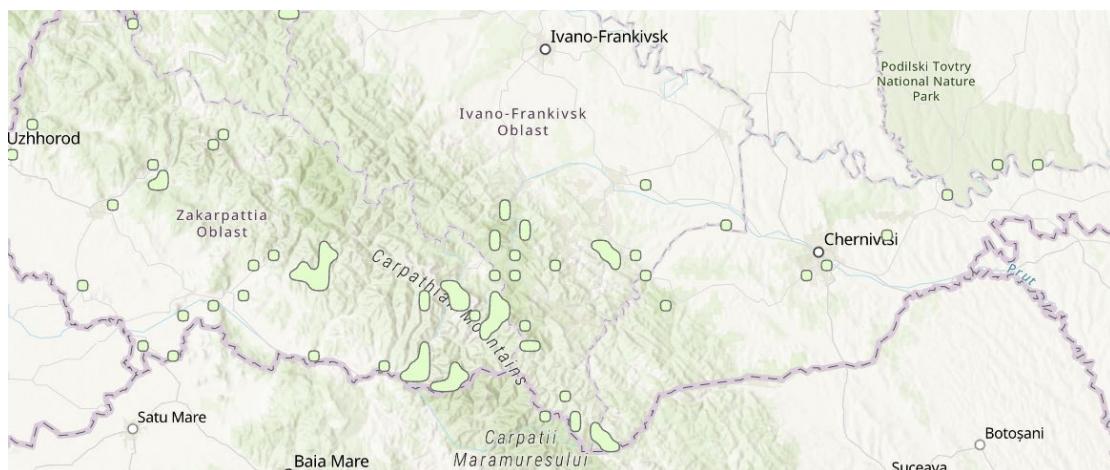 Ivano-Frankivsk
Podilski Tovtry
National Nature
Park
Ivano-Frankivsk
Oblast
Uzhhorod
Zakarpattia
Oblast
Chernivtsi
Carpathian Mountains
Prut
Satu Mare
Carpatii
Maramuresului
Botoșani
Baia Mare
Suceava